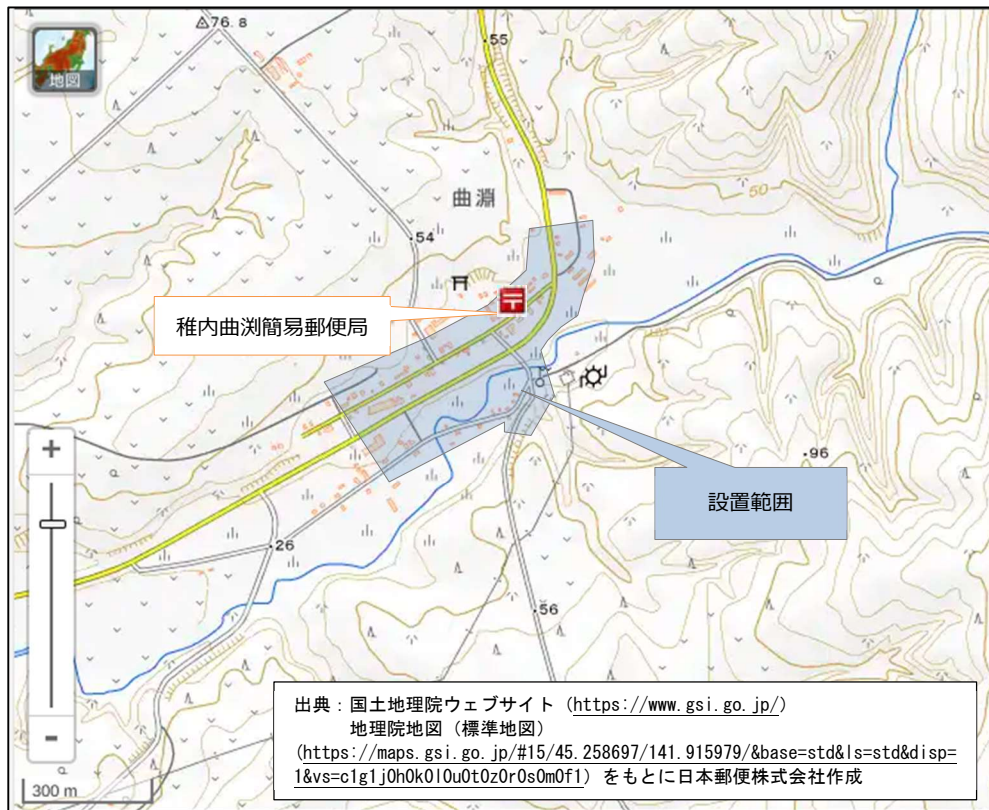 76.8
地図
55
曲淵
50
54
稚内曲渕簡易郵便局
96
設置範囲
26
56
300 m
出典：国土地理院ウェブサイト（https://www.gsi.go.jp/）
地理院地図（標準地図）
（https://maps.gsi.go.jp/#15/45.258697/141.915979/&base=std&ls=std&disp=
1&vs=c1g1j0h0k0l0u0t0z0r0s0m0f1）をもとに日本郵便株式会社作成